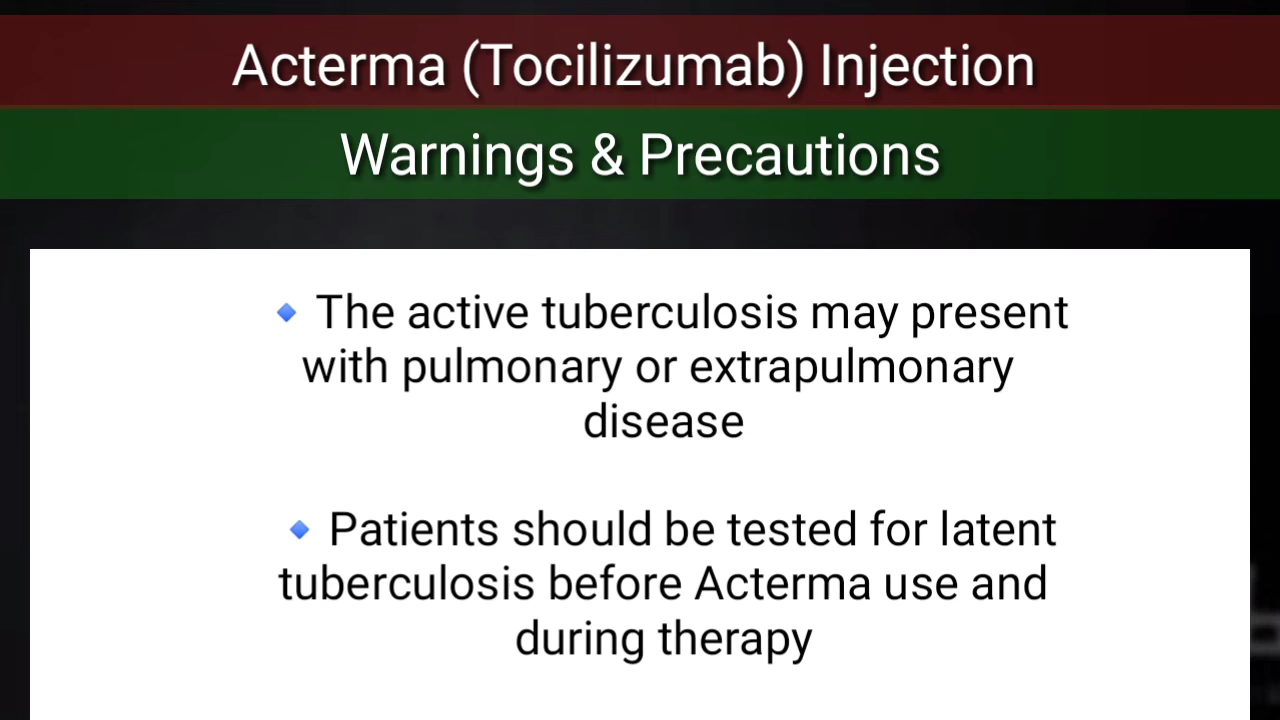 Acterma (Tocilizumab) Injection
Warnings & Precautions
🔹The active tuberculosis may present
with pulmonary or extrapulmonary
disease
🔹Patients should be tested for latent
tuberculosis before Acterma use and
during therapy